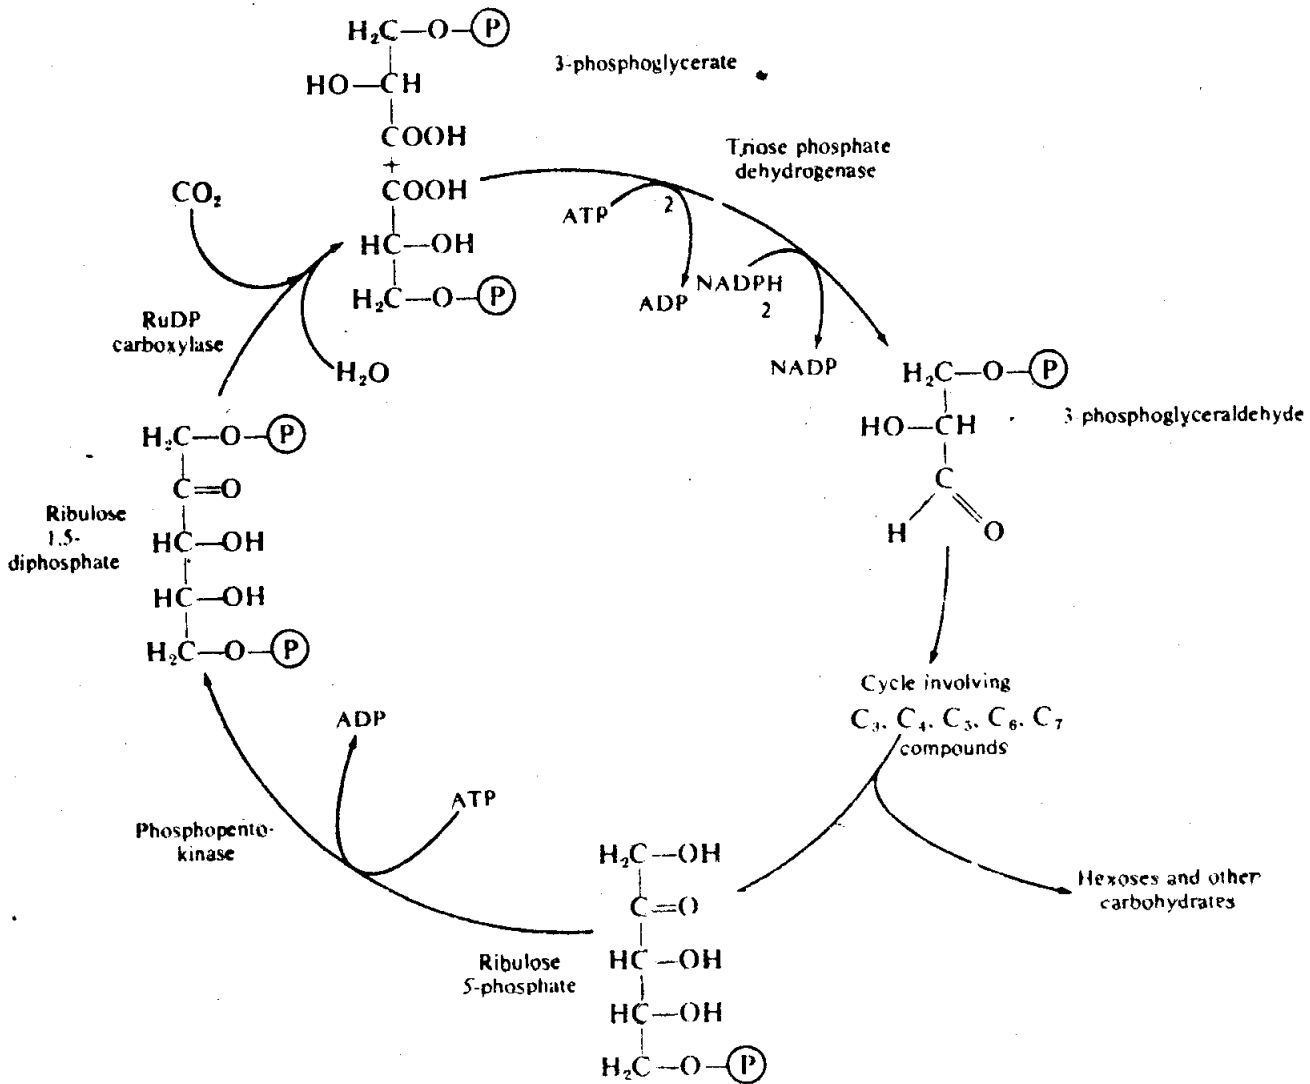 H₂C—O—Ⓟ
3-phosphoglycerate
HO—CH
COOH
+
COOH
HC—OH
H₂C—O—Ⓟ
Triose phosphate
dehydrogenase
CO₂
ATP
2
ADP
NADPH
2
NADP
RuDP
carboxylase
H₂O
H₂C—O—Ⓟ
3 phosphoglyceraldehyde
HO—CH
C
H
O
H₂C—O—Ⓟ
C=O
HC—OH
HC—OH
H₂C—O—Ⓟ
Ribulose
1.5-
diphosphate
Cycle involving
C₃. C₄. C₅. C₆. C₇
compounds
ADP
ATP
Phosphopento-
kinase
Hexoses and other
carbohydrates
H₂C—OH
C=O
HC—OH
HC—OH
H₂C—O—Ⓟ
Ribulose
5-phosphate